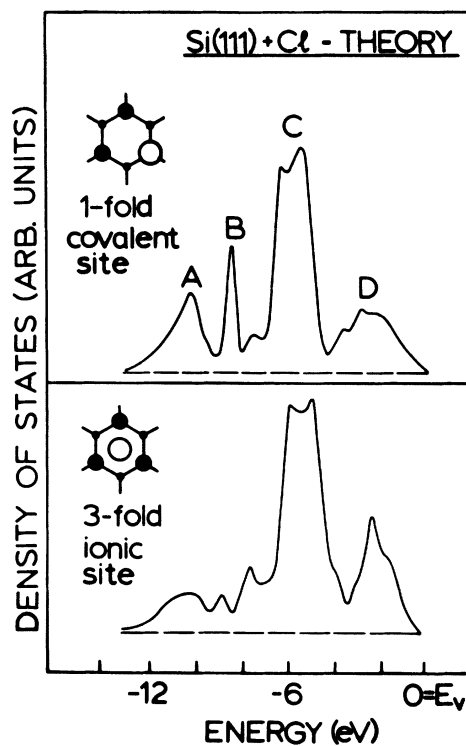 Si(111)+Cl - THEORY
DENSITY OF STATES (ARB. UNITS)
1-fold
covalent
site
A
B
C
D
3-fold
ionic
site
-12
-6
0=Eᵥ
ENERGY (eV)